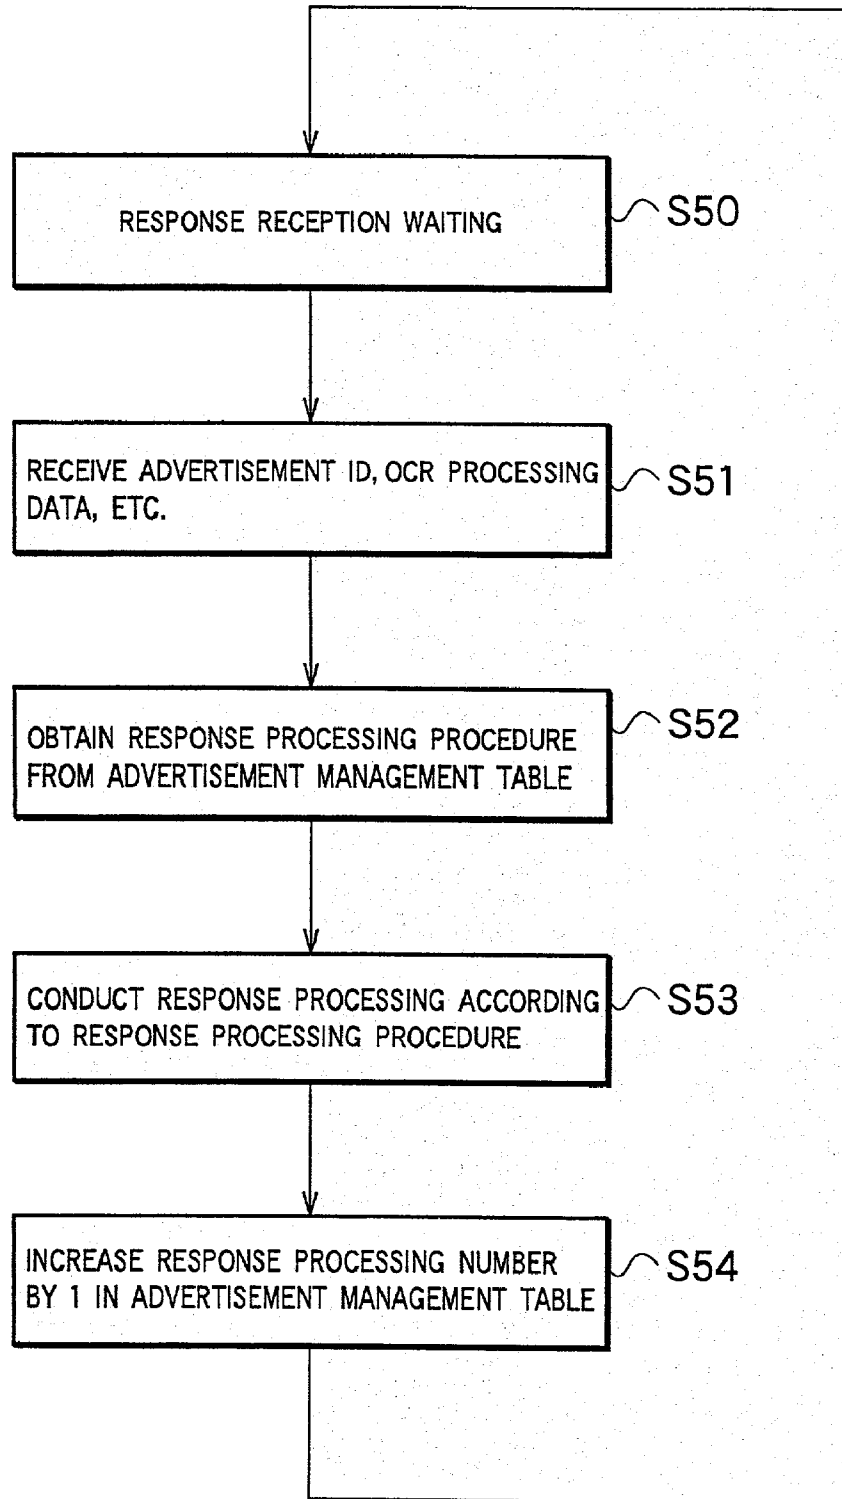 RESPONSE RECEPTION WAITING
S50
RECEIVE ADVERTISEMENT ID, OCR PROCESSING
DATA, ETC.
S51
OBTAIN RESPONSE PROCESSING PROCEDURE
FROM ADVERTISEMENT MANAGEMENT TABLE
S52
CONDUCT RESPONSE PROCESSING ACCORDING
TO RESPONSE PROCESSING PROCEDURE
S53
INCREASE RESPONSE PROCESSING NUMBER
BY 1 IN ADVERTISEMENT MANAGEMENT TABLE
S54